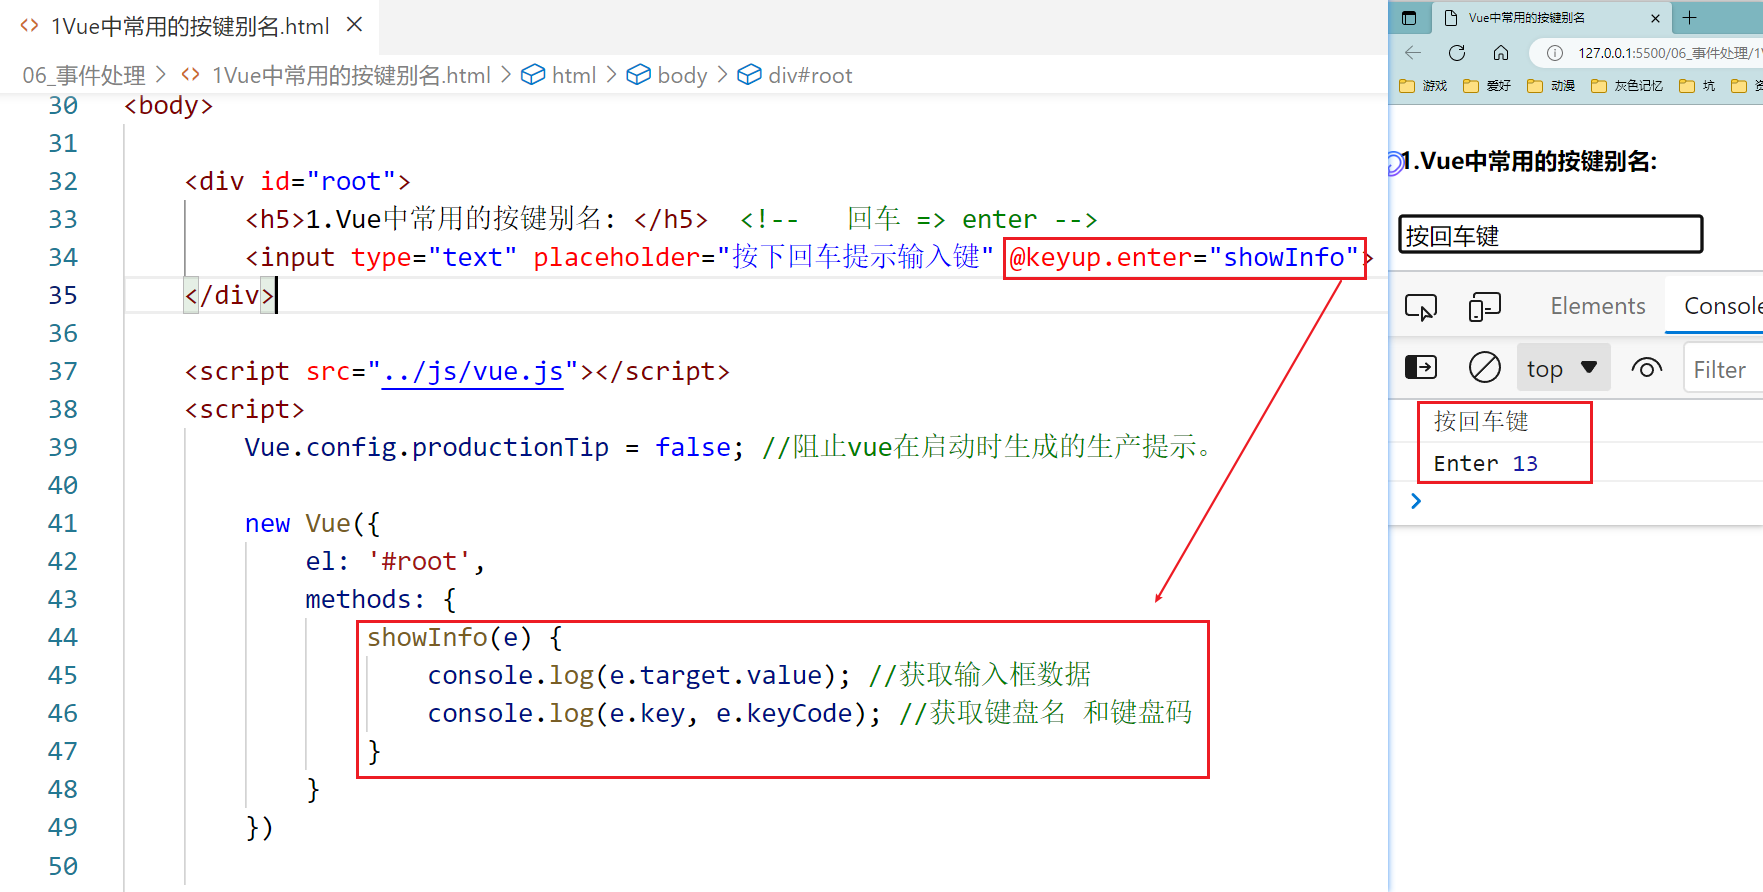 1Vue中常用的按键别名.html
06_事件处理 > 1Vue中常用的按键别名.html > html > body > div#root
30 <body>
31
32 <div id="root">
33 <h5>1.Vue中常用的按键别名: </h5> <!-- 回车 => enter -->
34 <input type="text" placeholder="按下回车提示输入键" @keyup.enter="showInfo">
35 </div>
36
37 <script src="../js/vue.js"></script>
38 <script>
39 Vue.config.productionTip = false; //阻止vue在启动时生成的生产提示。
40
41 new Vue({
42 el: '#root',
43 methods: {
44 showInfo(e) {
45 console.log(e.target.value); //获取输入框数据
46 console.log(e.key, e.keyCode); //获取键盘名 和键盘码
47 }
48 }
49 })
50
Vue中常用的按键别名
127.0.0.1:5500/06_事件处理/1
游戏 爱好 动漫 灰色记忆 坑
1.Vue中常用的按键别名:
按回车键
Elements Console
top Filter
按回车键
Enter 13